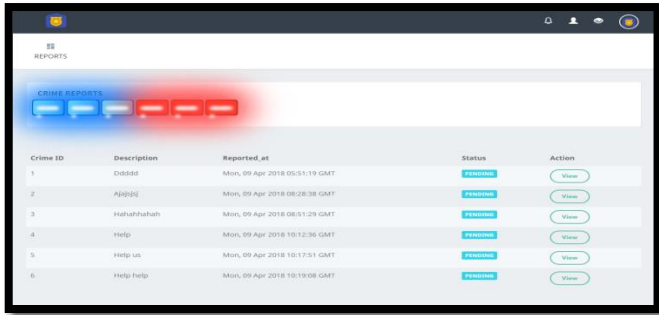 REPORTS
CRIME REPORTS
Crime ID Description Reported_at Status Action
1 Ddddd Mon, 09 Apr 2018 05:51:19 GMT PENDING View
2 Ajajsjsj Mon, 09 Apr 2018 08:28:38 GMT PENDING View
3 Hahahhahah Mon, 09 Apr 2018 08:51:29 GMT PENDING View
4 Help Mon, 09 Apr 2018 10:12:36 GMT PENDING View
5 Help us Mon, 09 Apr 2018 10:17:51 GMT PENDING View
6 Help help Mon, 09 Apr 2018 10:19:08 GMT PENDING View